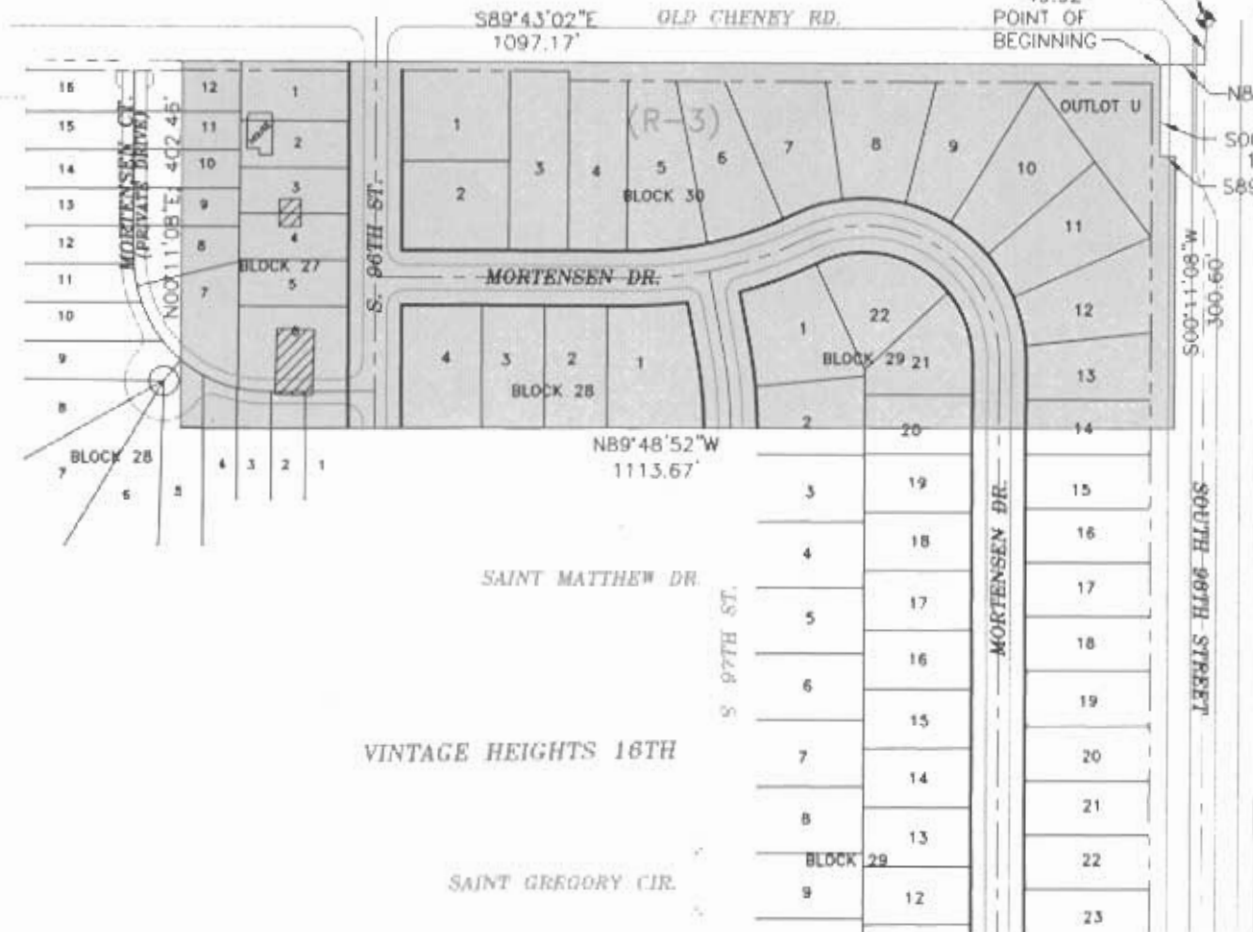 S89°43'02"E
1097.17'
OLD CHENEY RD.
POINT OF
BEGINNING
N8
S00
S89
16
15
14
13
12
11
10
9
8
7
6
5
4
3
2
1
BLOCK 28
MORTENSEN CT.
(PRIVATE DRIVE)
N00°11'08"E; 402.46'
12
11
10
9
8
7
1
HOUSE
2
3
4
BLOCK 27
5
6
S. 96TH ST.
1
2
3
4
5
6
7
8
9
10
11
12
13
14
15
16
17
18
19
20
21
22
23
(R-3)
BLOCK 30
OUTLOT U
MORTENSEN DR.
4
3
2
1
BLOCK 28
1
22
BLOCK 29
21
2
20
3
19
4
18
5
17
6
16
7
15
14
8
13
BLOCK 29
9
12
N89°48'52"W
1113.67'
S00°11'08"W
300.60'
SOUTH 98TH STREET
MORTENSEN DR.
SAINT MATTHEW DR.
S 97TH ST.
VINTAGE HEIGHTS 16TH
SAINT GREGORY CIR.